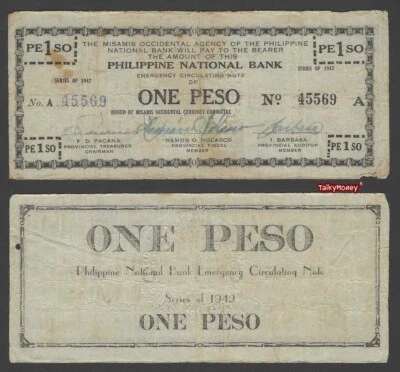 PE1SO
THE MISAMIS OCCIDENTAL AGENCY OF THE PHILIPPINE
NATIONAL BANK WILL PAY TO THE BEARER
THE AMOUNT OF THIS
PE1SO
SERIES OF 1942
PHILIPPINE NATIONAL BANK
SERIES OF 1942
EMERGENCY CIRCULATING NOTE
OF
No. A 45569
ONE PESO
No 45569 A
ISSUED BY MISAMIS OCCIDENTAL CURRENCY COMMITTEE
PE1SO
F. D. PACANA
PROVINCIAL TREASURER
CHAIRMAN
PROVINCIAL FISCAL
MEMBER
I. BARBASA
PROVINCIAL AUDITOR
MEMBER
PE1SO
TalkyMoney
ONE PESO
Philippine National Bank Emergency Circulating Note
Series of 1942
ONE PESO